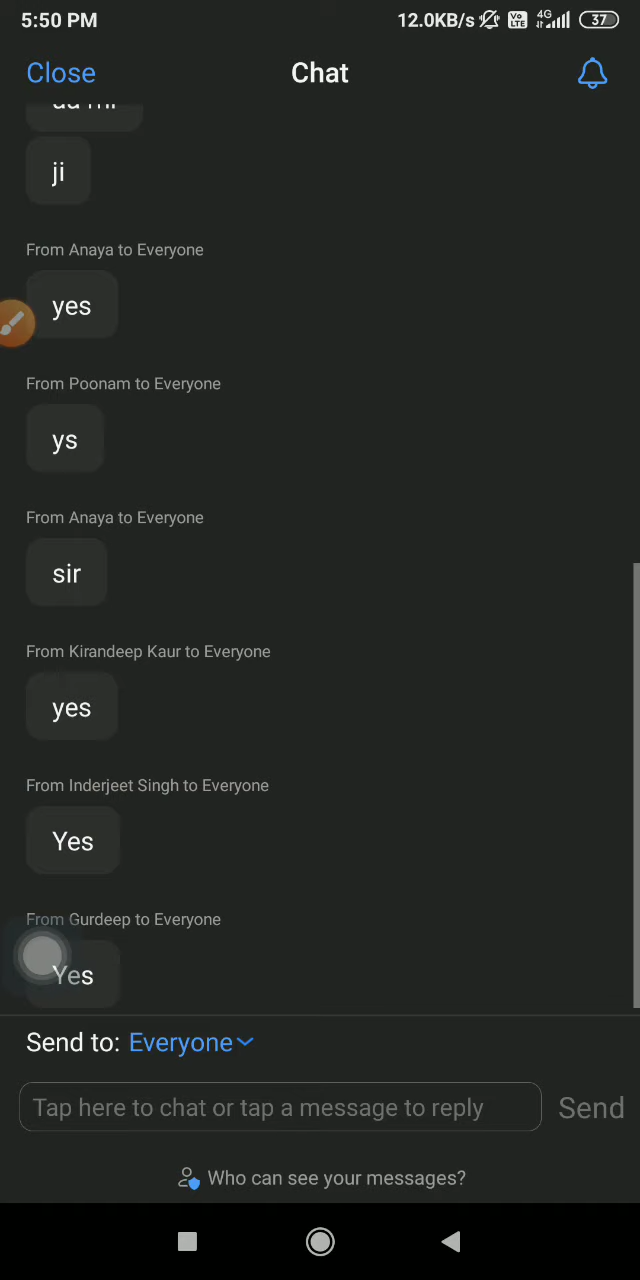 5:50 PM
12.0KB/s
Vo
LTE
4G
37
Close
Chat
ji
From Anaya to Everyone
yes
From Poonam to Everyone
ys
From Anaya to Everyone
sir
From Kirandeep Kaur to Everyone
yes
From Inderjeet Singh to Everyone
Yes
From Gurdeep to Everyone
Yes
Send to: Everyone
Tap here to chat or tap a message to reply
Send
Who can see your messages?